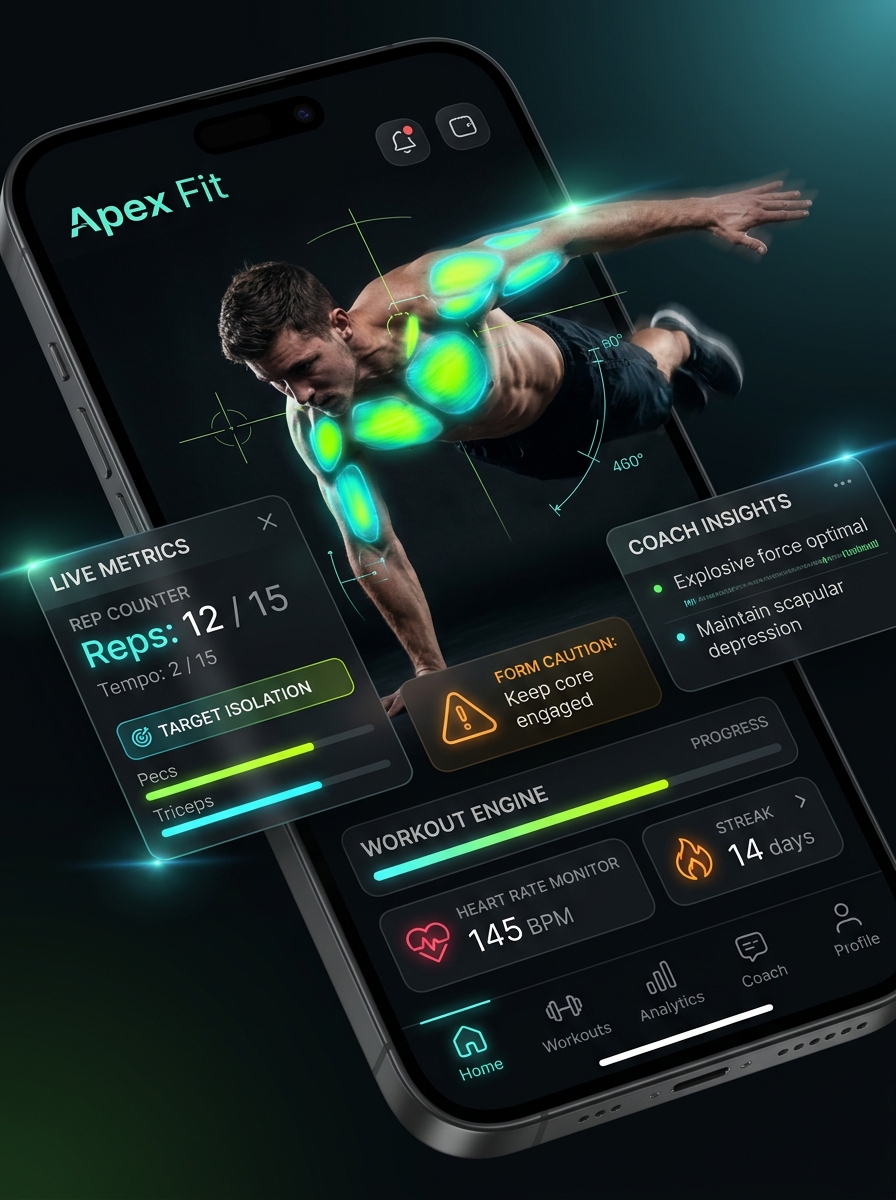 Apex Fit
80°
460°
LIVE METRICS
REP COUNTER
Reps: 12 / 15
Tempo: 2 / 15
TARGET ISOLATION
Pecs
Triceps
COACH INSIGHTS
Explosive force optimal
Maintain scapular
depression
FORM CAUTION:
Keep core
engaged
WORKOUT ENGINE
PROGRESS
HEART RATE MONITOR
145 BPM
STREAK
14 days
Home
Workouts
Analytics
Coach
Profile